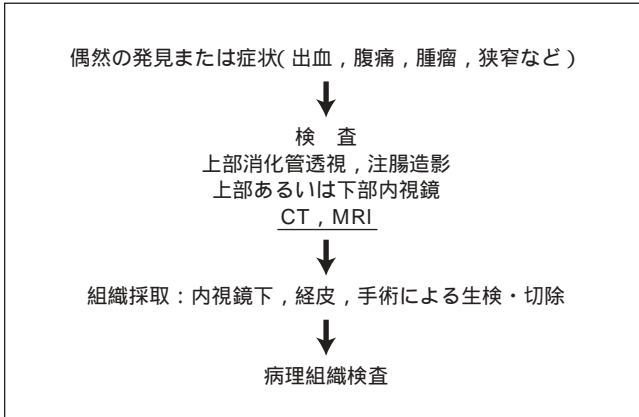 偶然の発見または症状(出血，腹痛，腫瘤，狭窄など)
検　査
上部消化管透視，注腸造影
上部あるいは下部内視鏡
CT，MRI
組織採取：内視鏡下，経皮，手術による生検・切除
病理組織検査